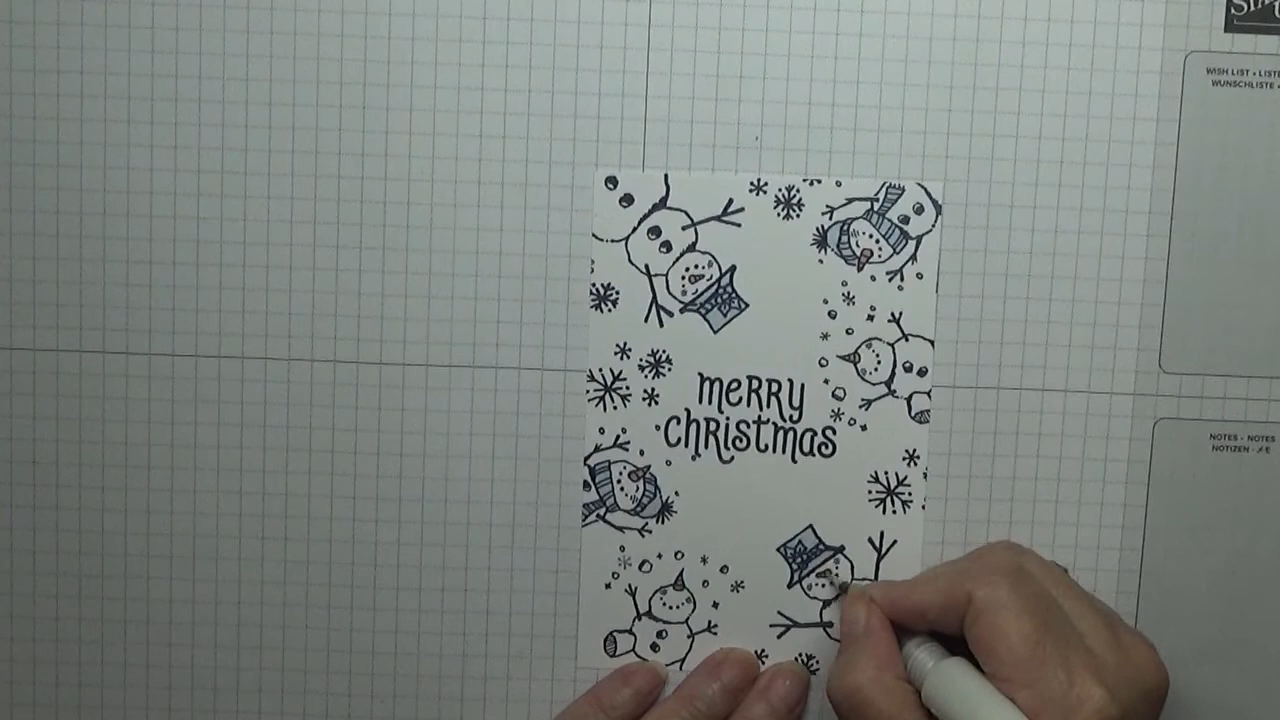 WISH LIST • LISTE
WUNSCHLISTE •
MERRY
CHRISTMAS
NOTES • NOTES
NOTIZEN •